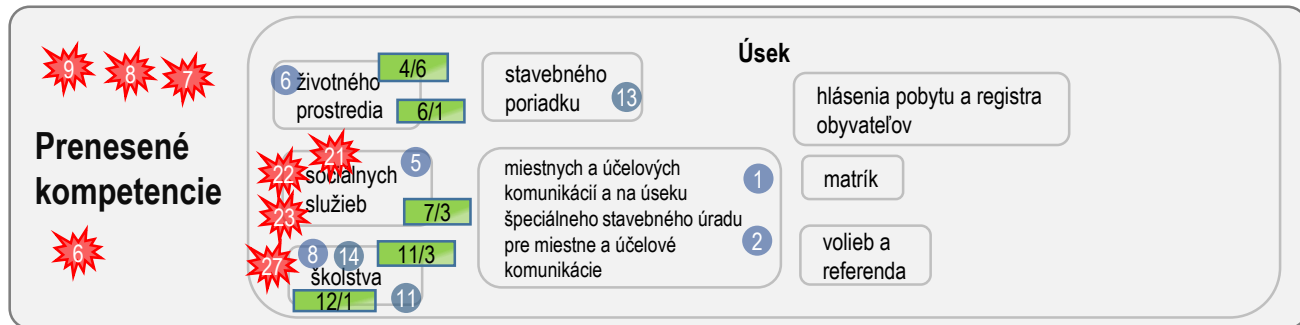 9
8
7
Prenesené
kompetencie
6
Úsek
6
životného
prostredia
4/6
6/1
stavebného
poriadku
13
hlásenia pobytu a registra
obyvateľov
21
22
sociálnych
služieb
5
23
7/3
miestnych a účelových
komunikácií a na úseku
špeciálneho stavebného úradu
pre miestne a účelové
komunikácie
1
2
matrík
volieb a
referenda
27
8
14
11/3
školstva
12/1
11